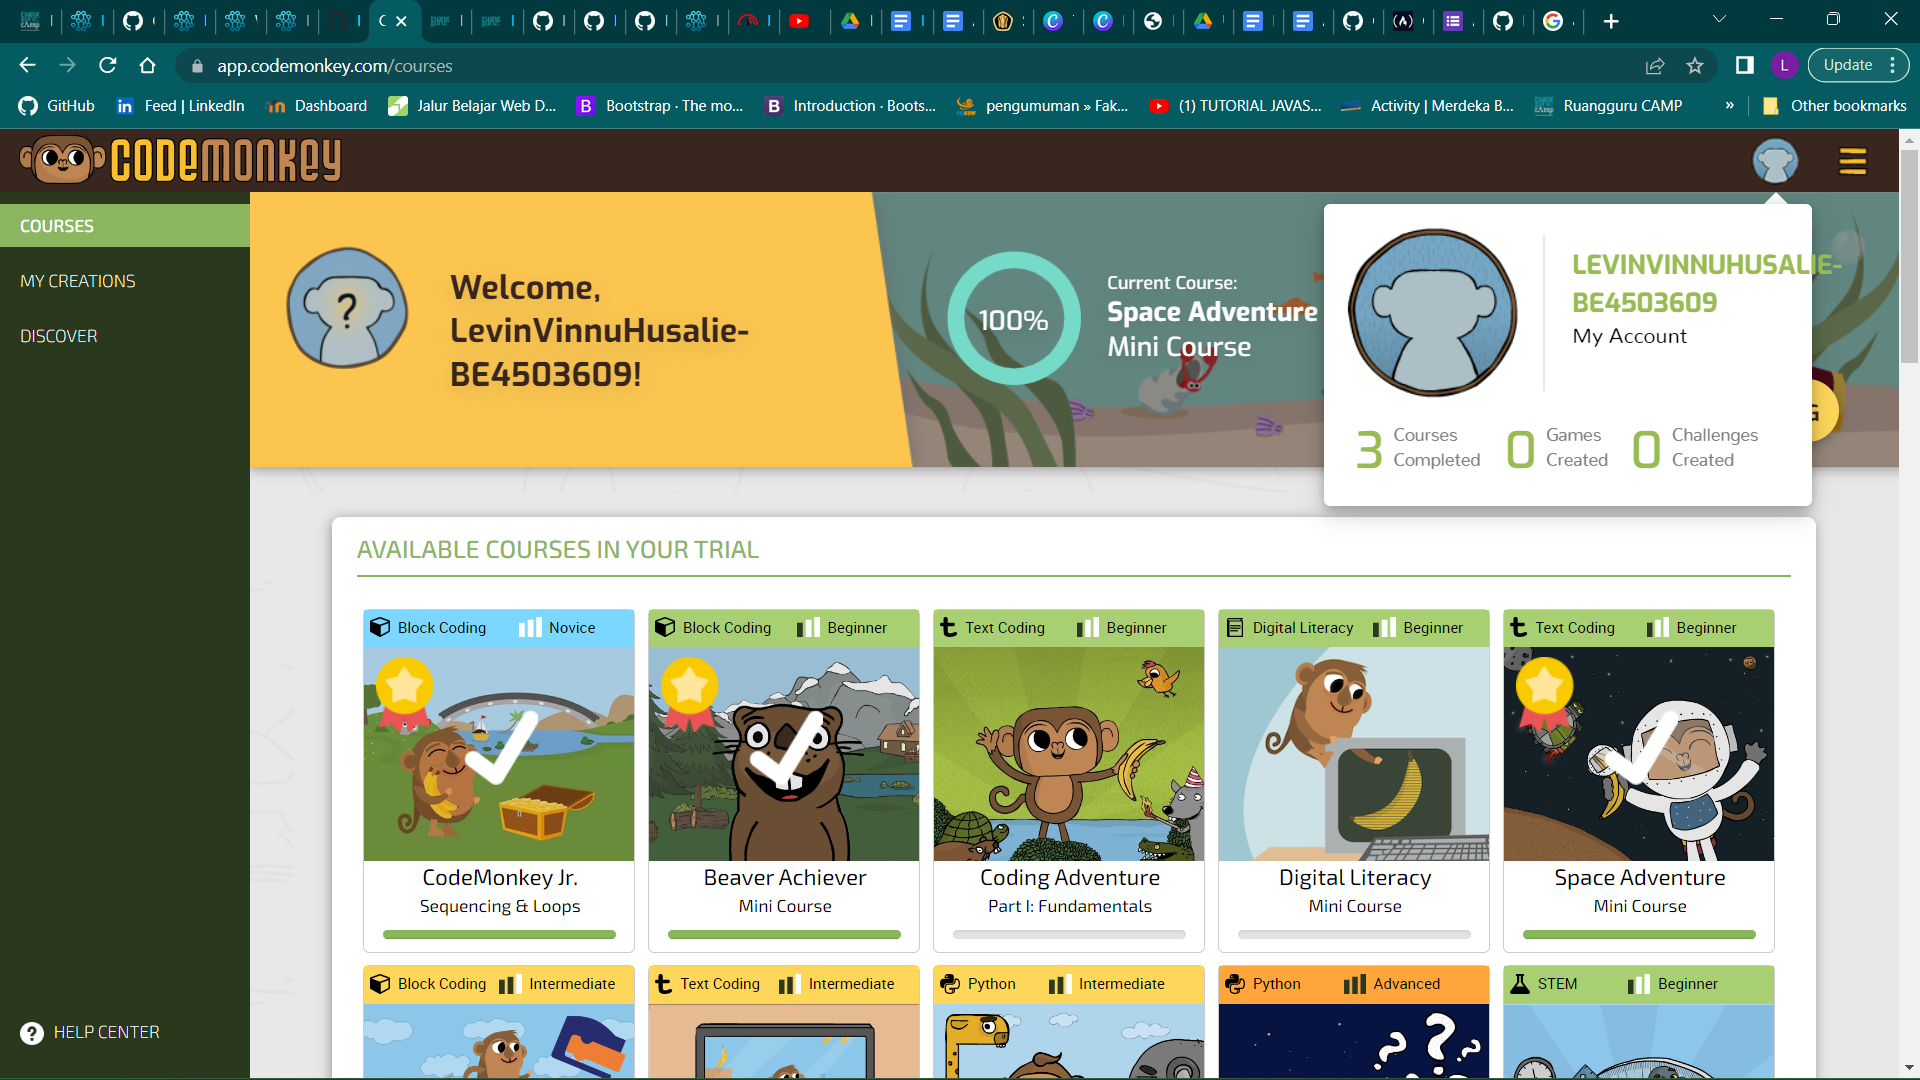 app.codemonkey.com/courses
Update
L
GitHub
Feed | LinkedIn
Dashboard
Jalur Belajar Web D...
Bootstrap · The mo...
Introduction · Boots...
pengumuman » Fak...
(1) TUTORIAL JAVAS...
Activity | Merdeka B...
Ruangguru CAMP
»
Other bookmarks
CODEMONKEY
COURSES
MY CREATIONS
DISCOVER
HELP CENTER
?
Welcome,
LevinVinnuHusalie-
BE4503609!
100%
Current Course:
Space Adventure
Mini Course
LEVINVINNUHUSALIE-
BE4503609
My Account
3 Courses Completed
0 Games Created
0 Challenges Created
AVAILABLE COURSES IN YOUR TRIAL
Block Coding Novice
CodeMonkey Jr.
Sequencing & Loops
Block Coding Beginner
Beaver Achiever
Mini Course
Text Coding Beginner
Coding Adventure
Part I: Fundamentals
Digital Literacy Beginner
Digital Literacy
Mini Course
Text Coding Beginner
Space Adventure
Mini Course
Block Coding Intermediate
Text Coding Intermediate
Python Intermediate
Python Advanced
STEM Beginner